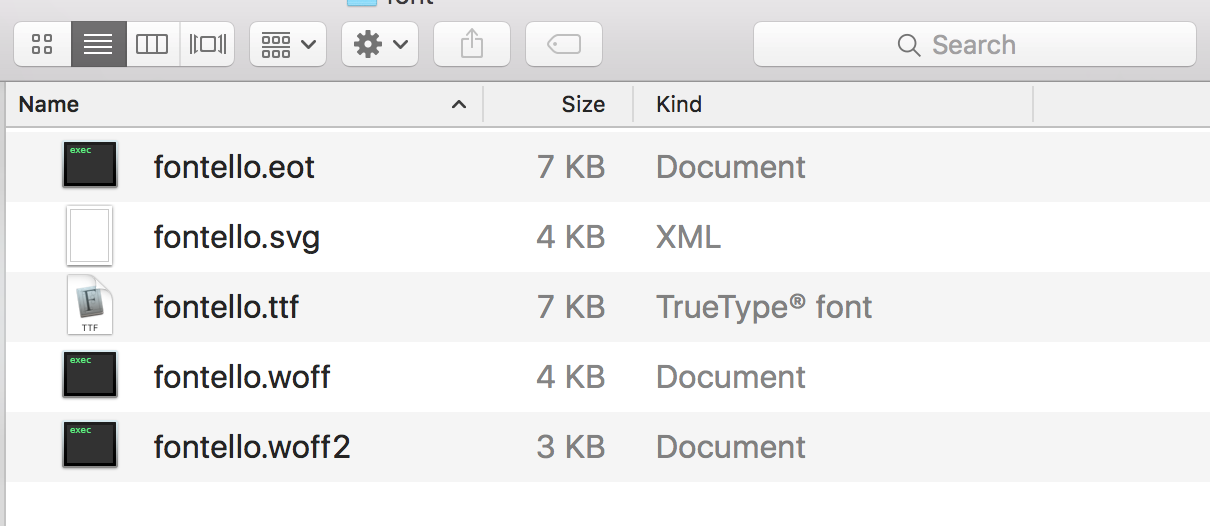 font
Search
Name Size Kind
exec fontello.eot 7 KB Document
fontello.svg 4 KB XML
TTF fontello.ttf 7 KB TrueType® font
exec fontello.woff 4 KB Document
exec fontello.woff2 3 KB Document